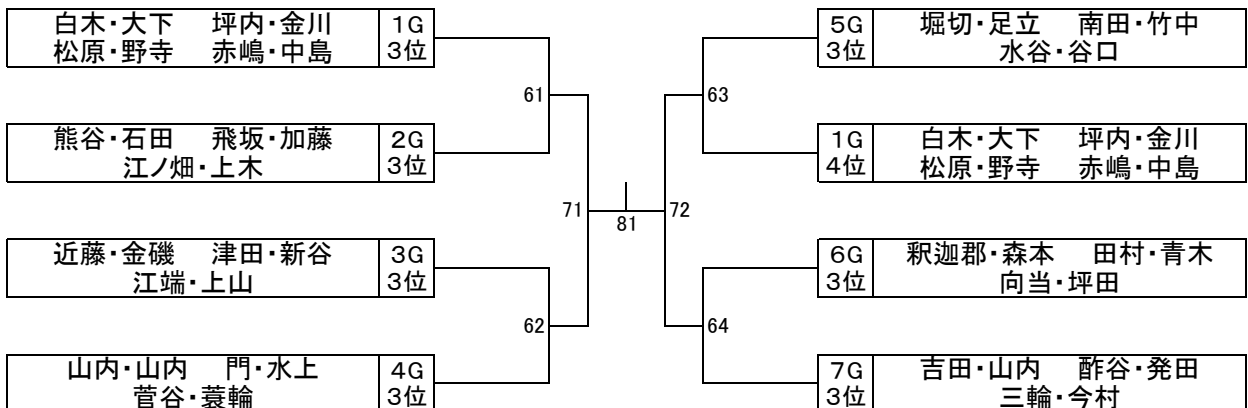 白木・大下 坪内・金川 1G
松原・野寺 赤嶋・中島 3位
61
熊谷・石田 飛坂・加藤 2G
江ノ畑・上木 3位
71
近藤・金磯 津田・新谷 3G
江端・上山 3位
62
山内・山内 門・水上 4G
菅谷・蓑輪 3位
81
5G 堀切・足立 南田・竹中
3位 水谷・谷口
63
1G 白木・大下 坪内・金川
4位 松原・野寺 赤嶋・中島
72
6G 釈迦郡・森本 田村・青木
3位 向当・坪田
64
7G 吉田・山内 酢谷・発田
3位 三輪・今村